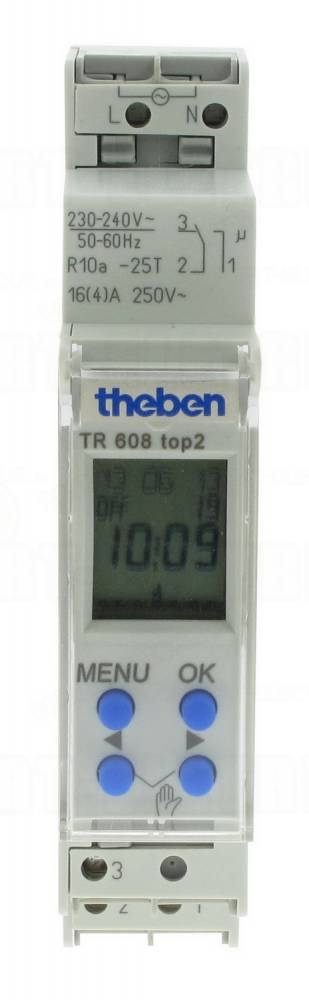 L N
230-240V~ 3 µ
50-60Hz
R10a -25T 2 1
16(4)A 250V~
theben
TR 608 top2
Off
10:09
MENU OK
3
2 1